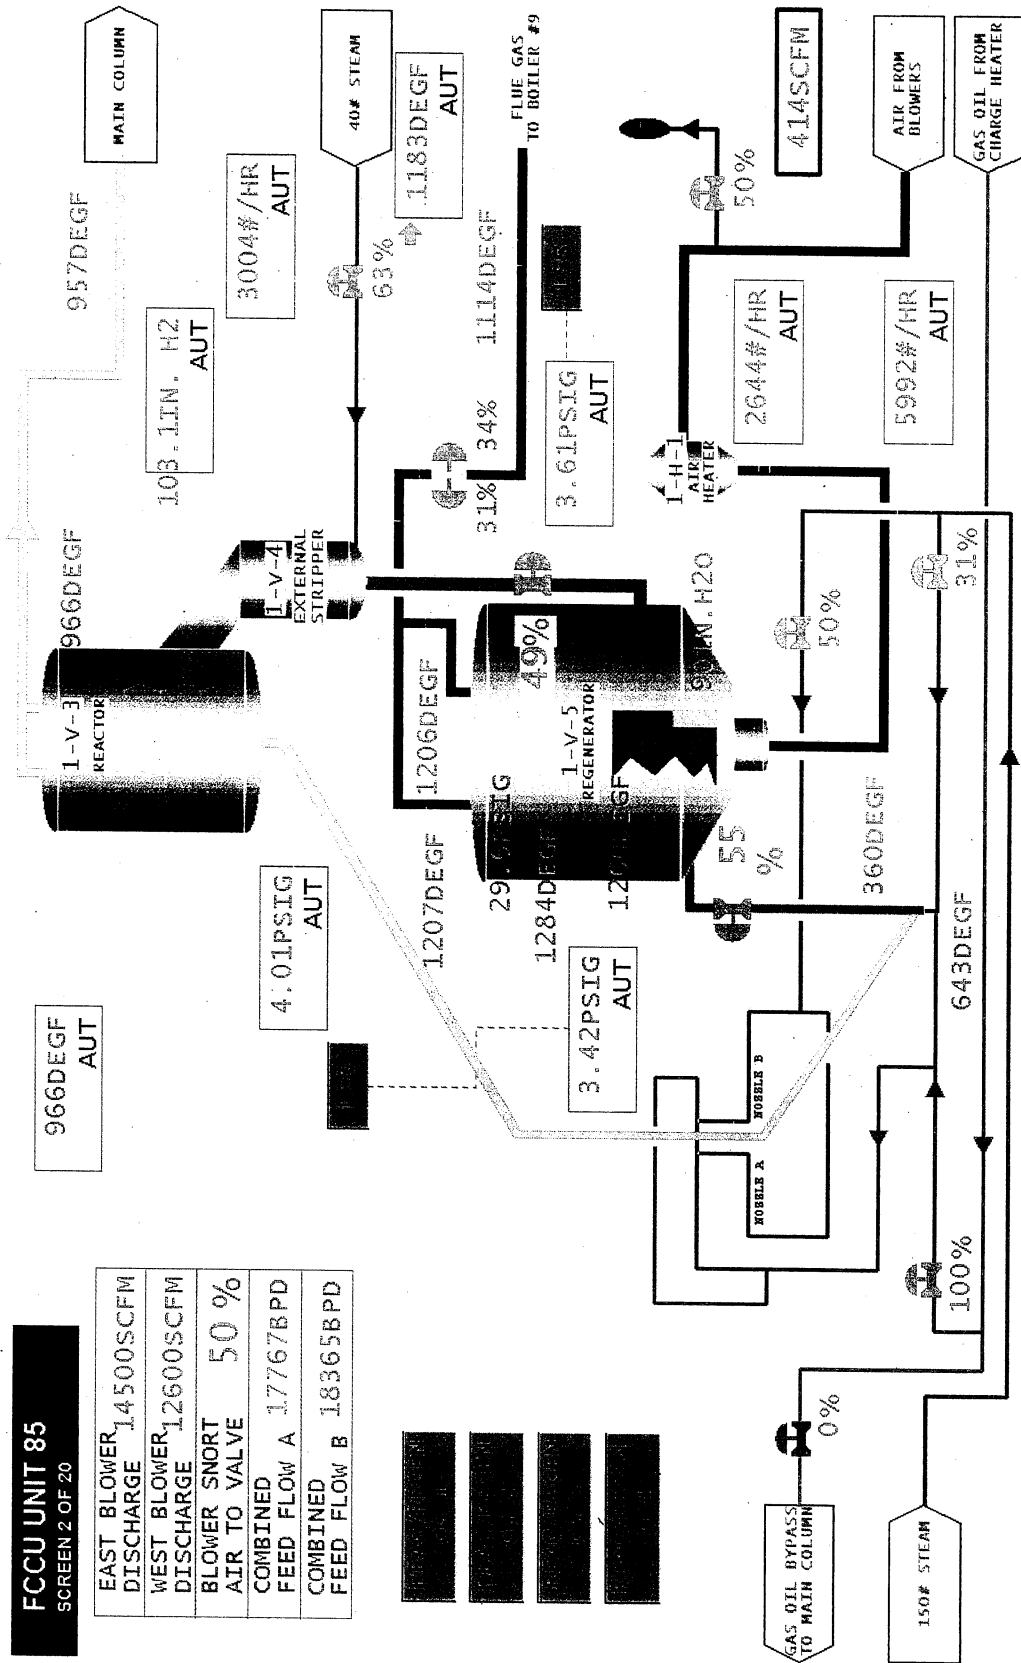 FCCU UNIT 85
SCREEN 2 OF 20
EAST BLOWER
DISCHARGE 14500SCFM
WEST BLOWER
DISCHARGE 12600SCFM
BLOWER SNORT
AIR TO VALVE 50 %
COMBINED
FEED FLOW A 17767BPD
COMBINED
FEED FLOW B 18365BPD
966DEGF
AUT
4.01PSIG
AUT
3.42PSIG
AUT
1-V-3
REACTOR
966DEGF
957DEGF
MAIN COLUMN
103.1IN. H2
AUT
3004#/HR
AUT
40# STEAM
63%
1183DEGF
AUT
1-V-4
EXTERNAL
STRIPPER
1207DEGF
1206DEGF
31%
34%
1114DEGF
FLUE GAS
TO BOILER #9
49%
1-V-5
REGENERATOR
1284DEGF
3.61PSIG
AUT
414SCFM
50%
1-H-1
AIR
HEATER
2644#/HR
AUT
5992#/HR
AUT
AIR FROM
BLOWERS
GAS OIL FROM
CHARGE HEATER
55
%
50%
31%
360DEGF
643DEGF
NOBBLE A
NOBBLE B
100%
0%
GAS OIL BYPASS
TO MAIN COLUMN
150# STEAM